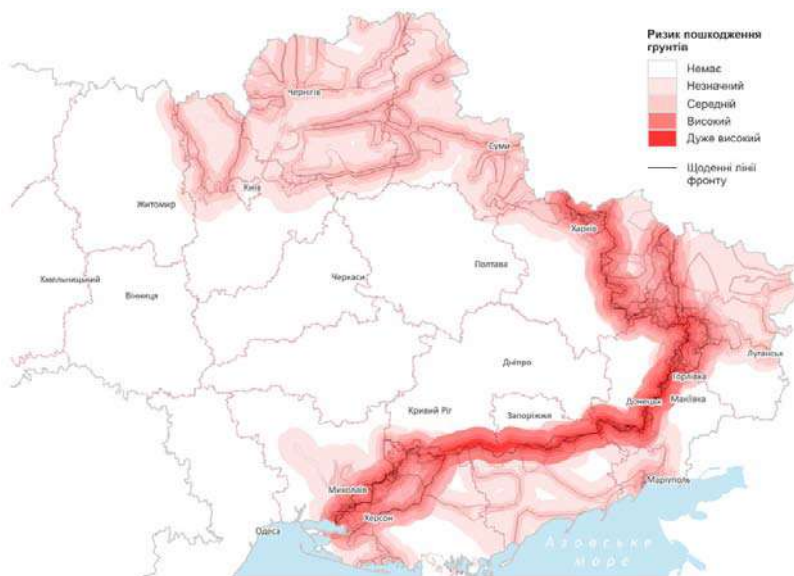 Ризик пошкодження
грунтів
Немає
Незначний
Середній
Високий
Дуже високий
Щоденні лінії
фронту
Чернігів
Суми
Київ
Житомир
Харків
Хмельницький
Вінниця
Черкаси
Полтава
Луганськ
Дніпро
Горлівка
Донецьк
Макіївка
Кривий Ріг
Запоріжжя
Миколаїв
Маріуполь
Херсон
Одеса
Азовське
море